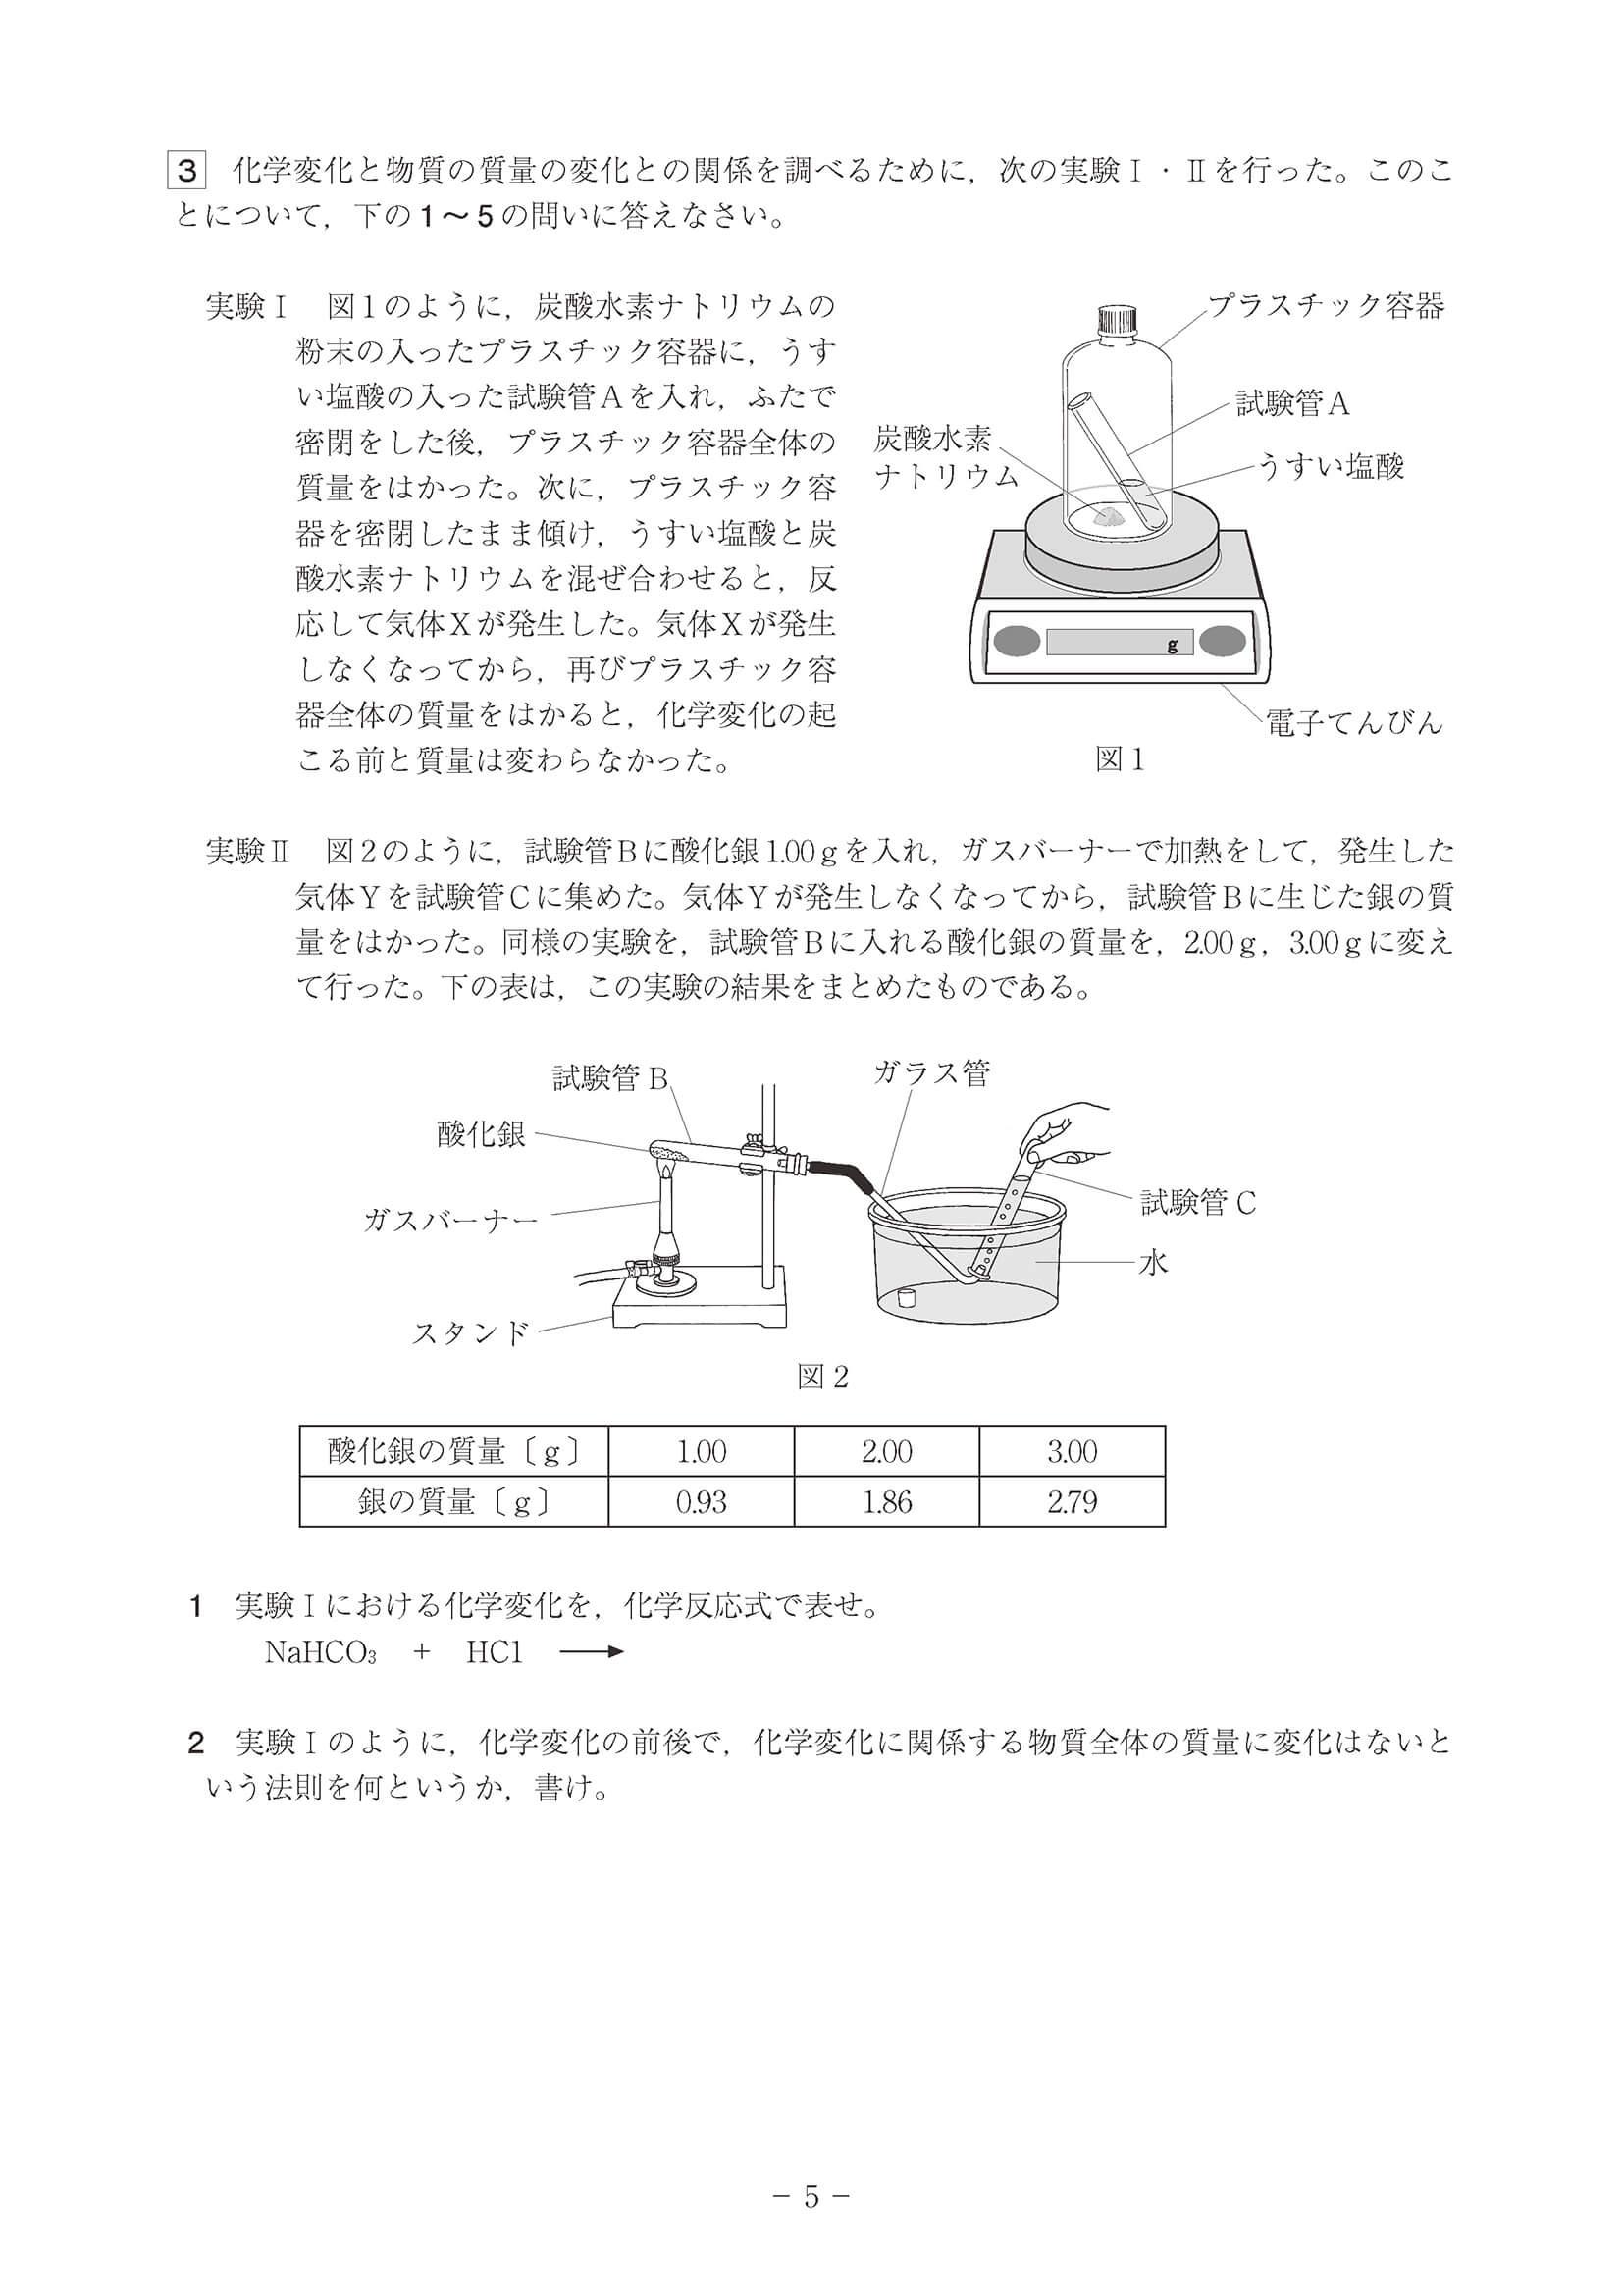 3 化学変化と物質の質量の変化との関係を調べるために，次の実験Ⅰ・Ⅱを行った。このこ
とについて，下の1～5の問いに答えなさい。
実験Ⅰ 図1のように，炭酸水素ナトリウムの
粉末の入ったプラスチック容器に，うす
い塩酸の入った試験管Aを入れ，ふたで
密閉をした後，プラスチック容器全体の
質量をはかった。次に，プラスチック容
器を密閉したまま傾け，うすい塩酸と炭
酸水素ナトリウムを混ぜ合わせると，反
応して気体Xが発生した。気体Xが発生
しなくなってから，再びプラスチック容
器全体の質量をはかると，化学変化の起
こる前と質量は変わらなかった。
プラスチック容器
試験管A
炭酸水素
ナトリウム
うすい塩酸
g
電子てんびん
図1
実験Ⅱ 図2のように，試験管Bに酸化銀1.00gを入れ，ガスバーナーで加熱をして，発生した
気体Yを試験管Cに集めた。気体Yが発生しなくなってから，試験管Bに生じた銀の質
量をはかった。同様の実験を，試験管Bに入れる酸化銀の質量を，2.00g，3.00gに変え
て行った。下の表は，この実験の結果をまとめたものである。
試験管B
ガラス管
酸化銀
試験管C
ガスバーナー
水
スタンド
図2
酸化銀の質量〔g〕 1.00 2.00 3.00
銀の質量〔g〕 0.93 1.86 2.79
1 実験Ⅰにおける化学変化を，化学反応式で表せ。
NaHCO₃ + HCl ⟶
2 実験Ⅰのように，化学変化の前後で，化学変化に関係する物質全体の質量に変化はないと
いう法則を何というか，書け。
− 5 −